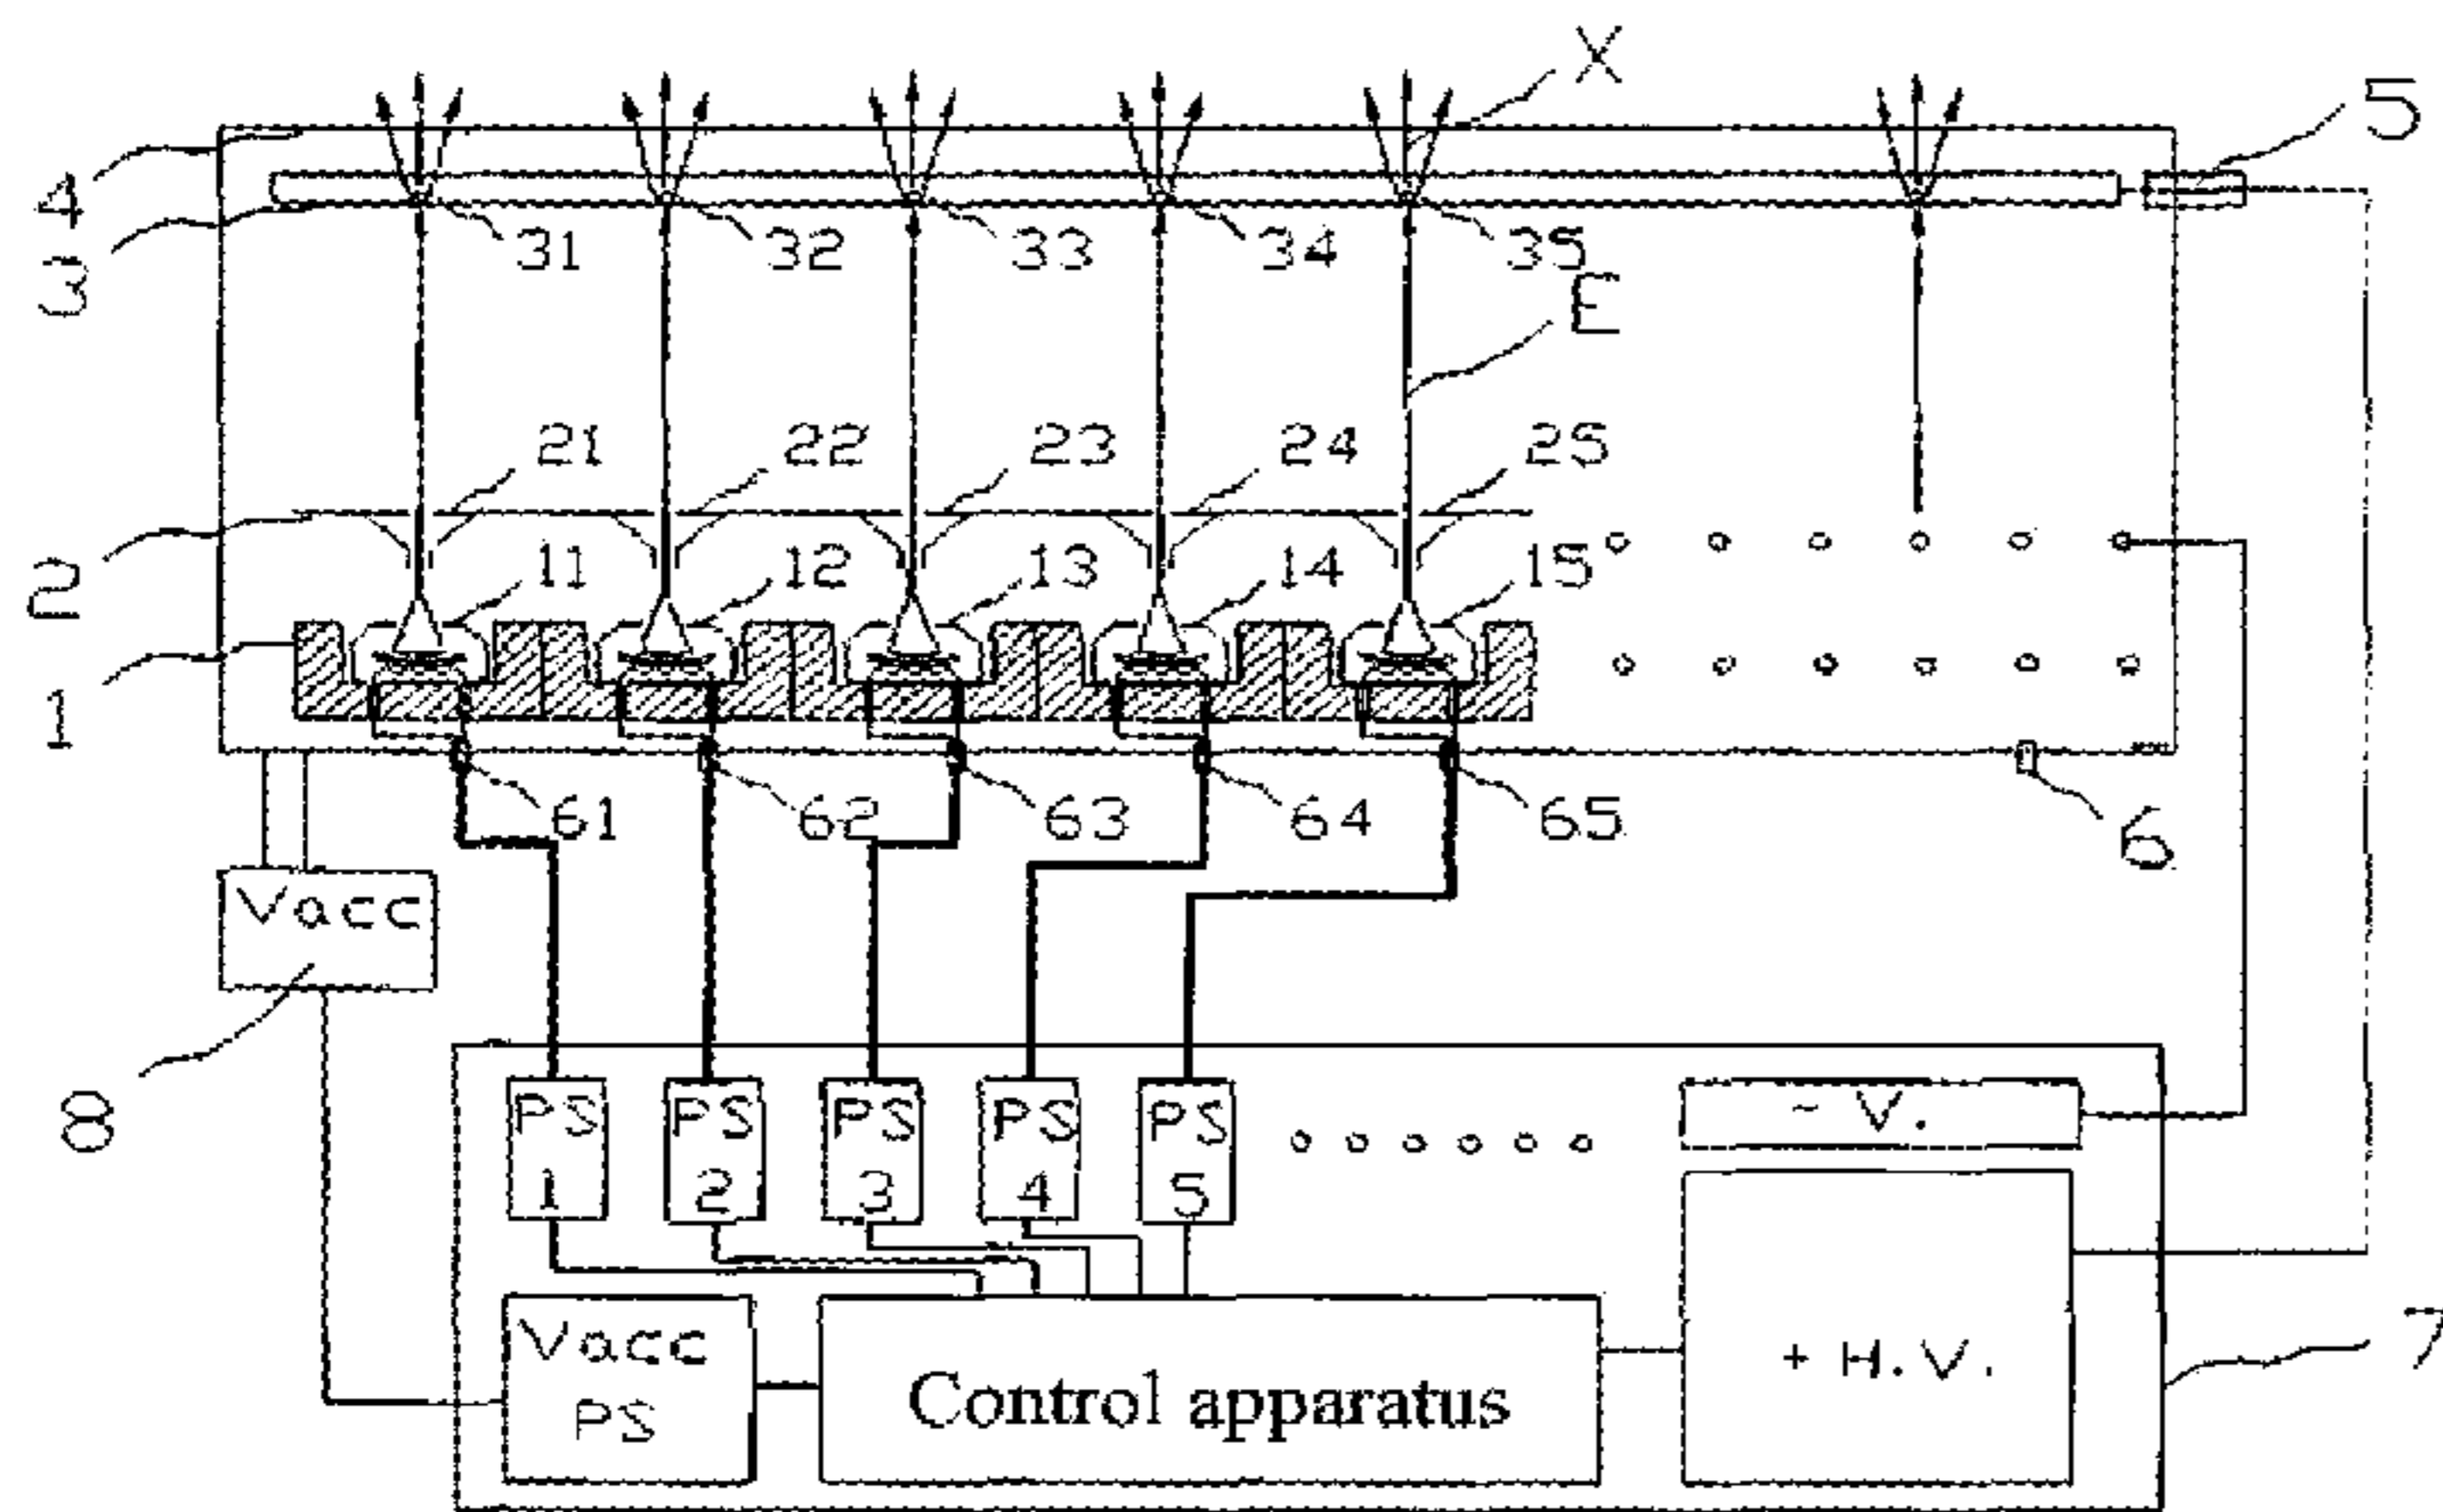 X
5
4
3
31 32 33 34 35
E
21 22 23 24 25
2
11 12 13 14 15
1
61 62 63 64 65
6
Vacc
8
PS 1
PS 2
PS 3
PS 4
PS 5
- V.
+ H.V.
7
Vacc
PS
Control apparatus